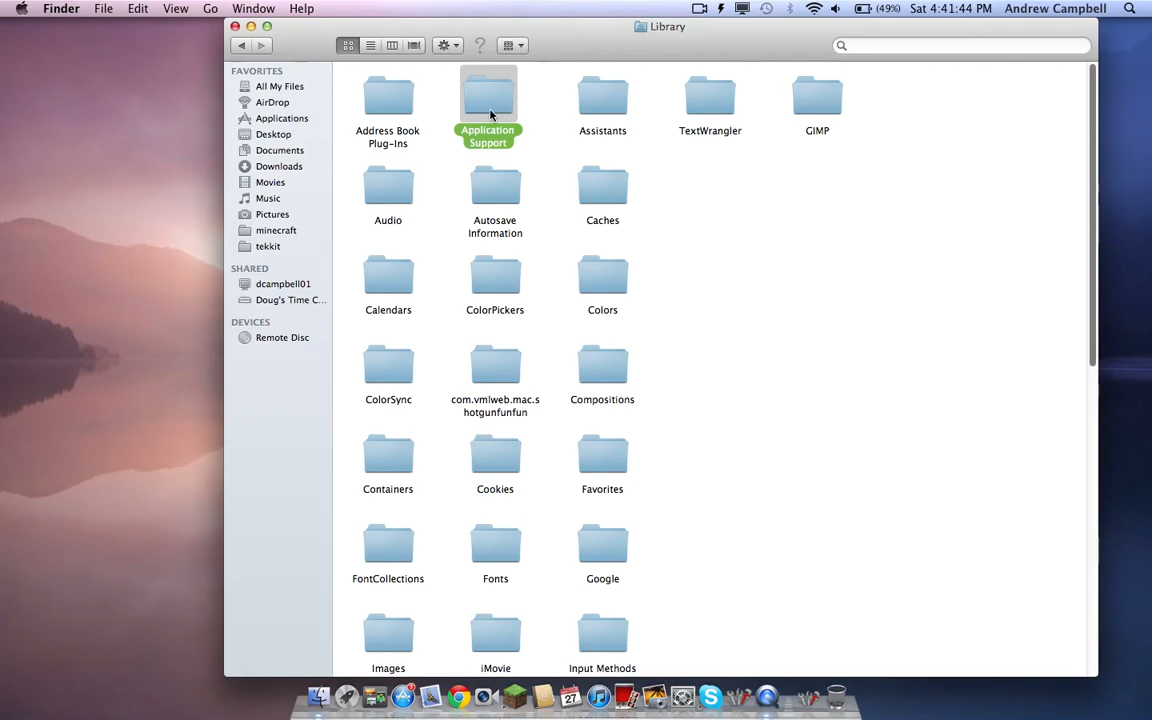 Finder File Edit View Go Window Help (49%) Sat 5:41:44 PM Andrew Campbell
Library
FAVORITES
All My Files
AirDrop
Applications
Desktop
Documents
Downloads
Movies
Music
Pictures
minecraft
tekkit
SHARED
dcampbell01
Doug's Time C...
DEVICES
Remote Disc
Address Book
Plug-Ins
Application
Support
Assistants
TextWrangler
GIMP
Audio
Autosave
Information
Caches
Calendars
ColorPickers
Colors
ColorSync
com.vmlweb.mac.s
hotgunfunfun
Compositions
Containers
Cookies
Favorites
FontCollections
Fonts
Google
Images
iMovie
Input Methods
27